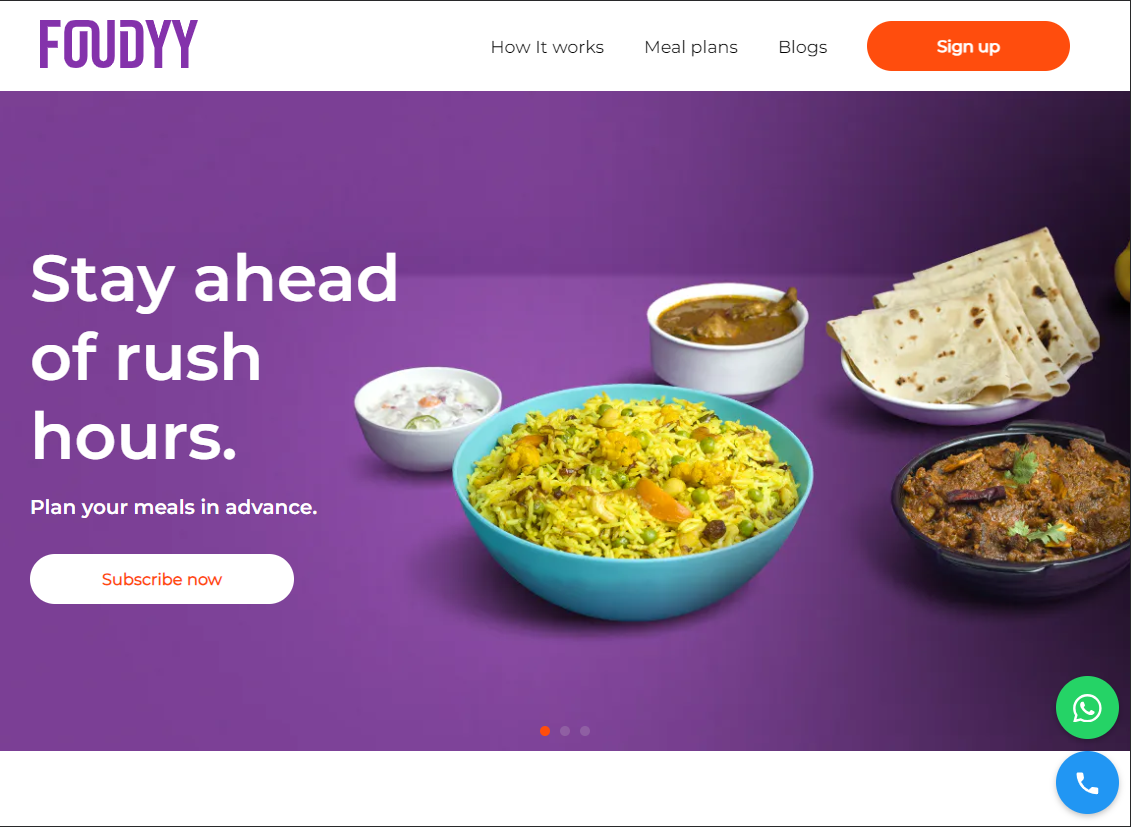 FOUDYY
How It works
Meal plans
Blogs
Sign up
Stay ahead
of rush
hours.
Plan your meals in advance.
Subscribe now